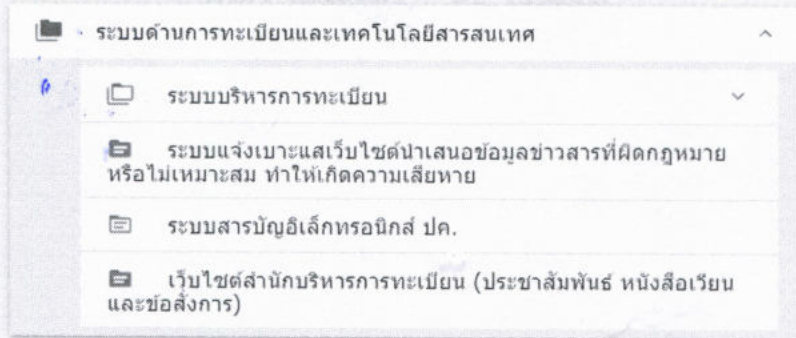 ระบบด้านการทะเบียนและเทคโนโลยีสารสนเทศ
ระบบบริหารการทะเบียน
ระบบแจ้งเบาะแสเว็บไซต์นำเสนอข้อมูลข่าวสารที่ผิดกฎหมาย
หรือไม่เหมาะสม ทำให้เกิดความเสียหาย
ระบบสารบัญอิเล็กทรอนิกส์ ปค.
เว็บไซต์สำนักบริหารการทะเบียน (ประชาสัมพันธ์ หนังสือเวียน
และข้อสั่งการ)